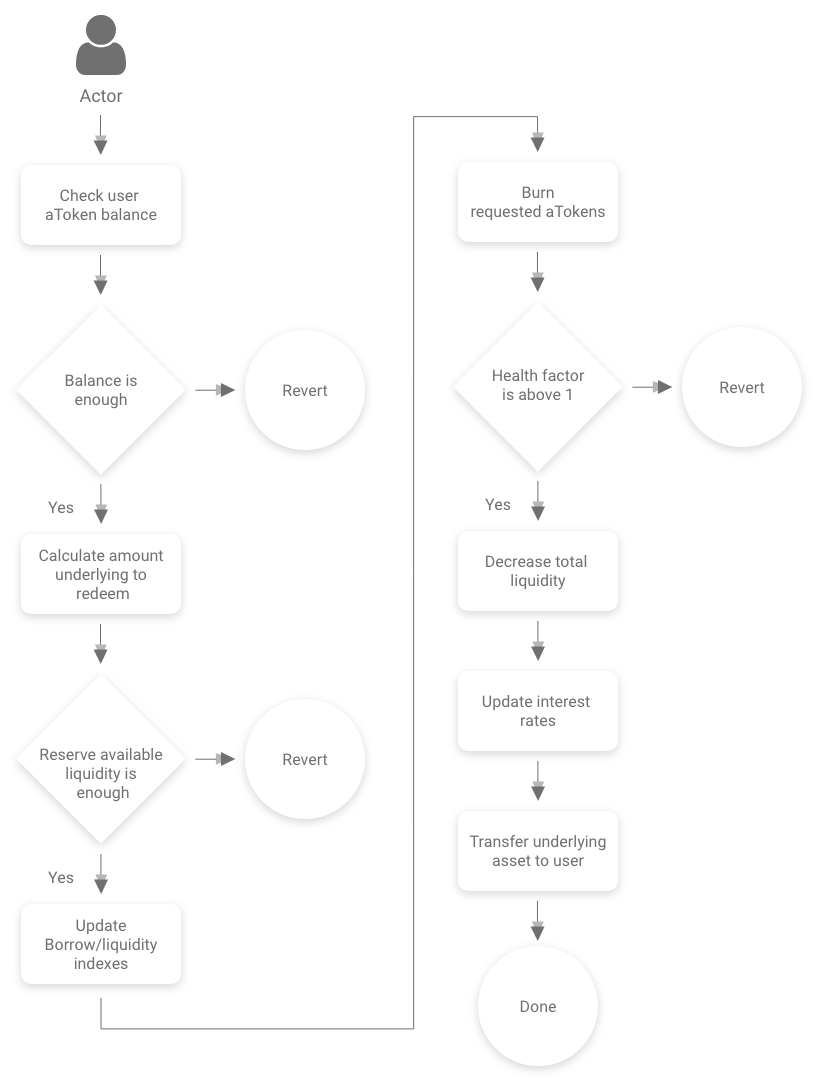 Actor
Check user
aToken balance
Balance is
enough
Revert
Yes
Calculate amount
underlying to
redeem
Reserve available
liquidity is
enough
Revert
Yes
Update
Borrow/liquidity
indexes
Burn
requested aTokens
Health factor
is above 1
Revert
Yes
Decrease total
liquidity
Update interest
rates
Transfer underlying
asset to user
Done